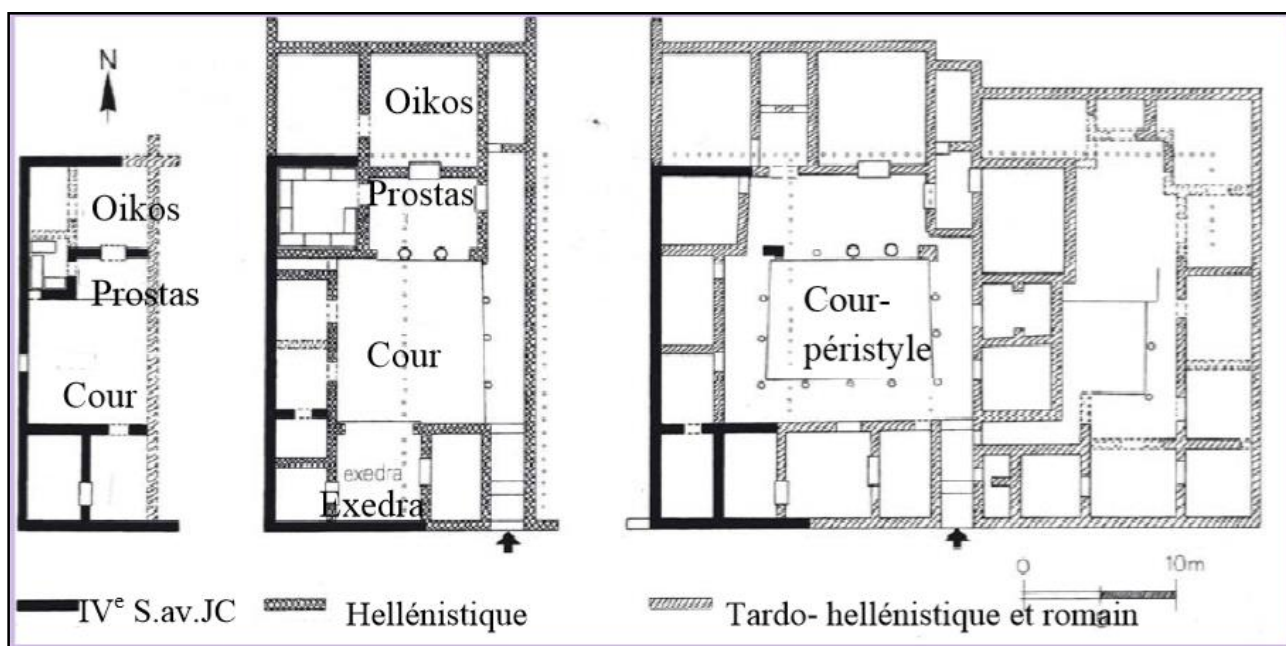 N
Oikos
Prostas
Cour
Oikos
Prostas
Cour
exedra
Exedra
Cour-
péristyle
0 10m
IVe S.av.JC
Hellénistique
Tardo- hellénistique et romain